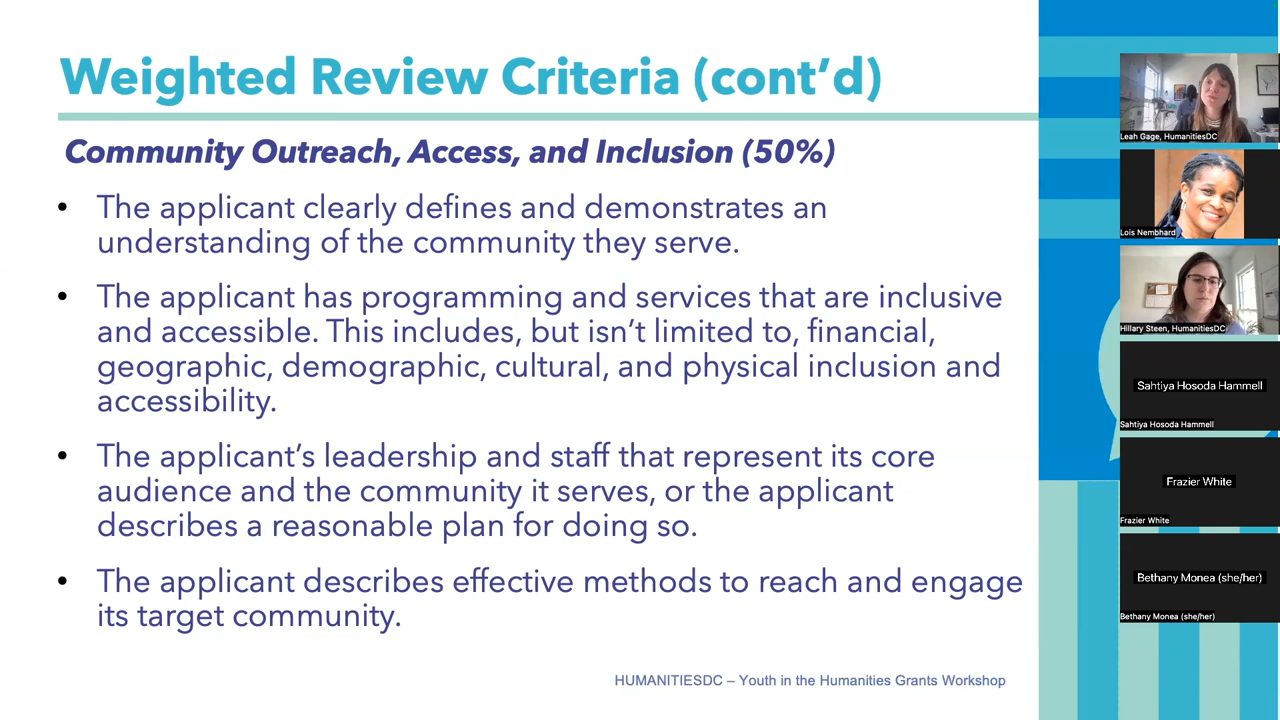 Weighted Review Criteria (cont’d)
Community Outreach, Access, and Inclusion (50%)
• The applicant clearly defines and demonstrates an
understanding of the community they serve.
• The applicant has programming and services that are inclusive
and accessible. This includes, but isn’t limited to, financial,
geographic, demographic, cultural, and physical inclusion and
accessibility.
• The applicant’s leadership and staff that represent its core
audience and the community it serves, or the applicant
describes a reasonable plan for doing so.
• The applicant describes effective methods to reach and engage
its target community.
HUMANITIESDC – Youth in the Humanities Grants Workshop
Leah Gage, HumanitiesDC
Lois Nembhard
Hillary Steen, HumanitiesDC
Sahtiya Hosoda Hammell
Sahtiya Hosoda Hammell
Frazier White
Frazier White
Bethany Monea (she/her)
Bethany Monea (she/her)